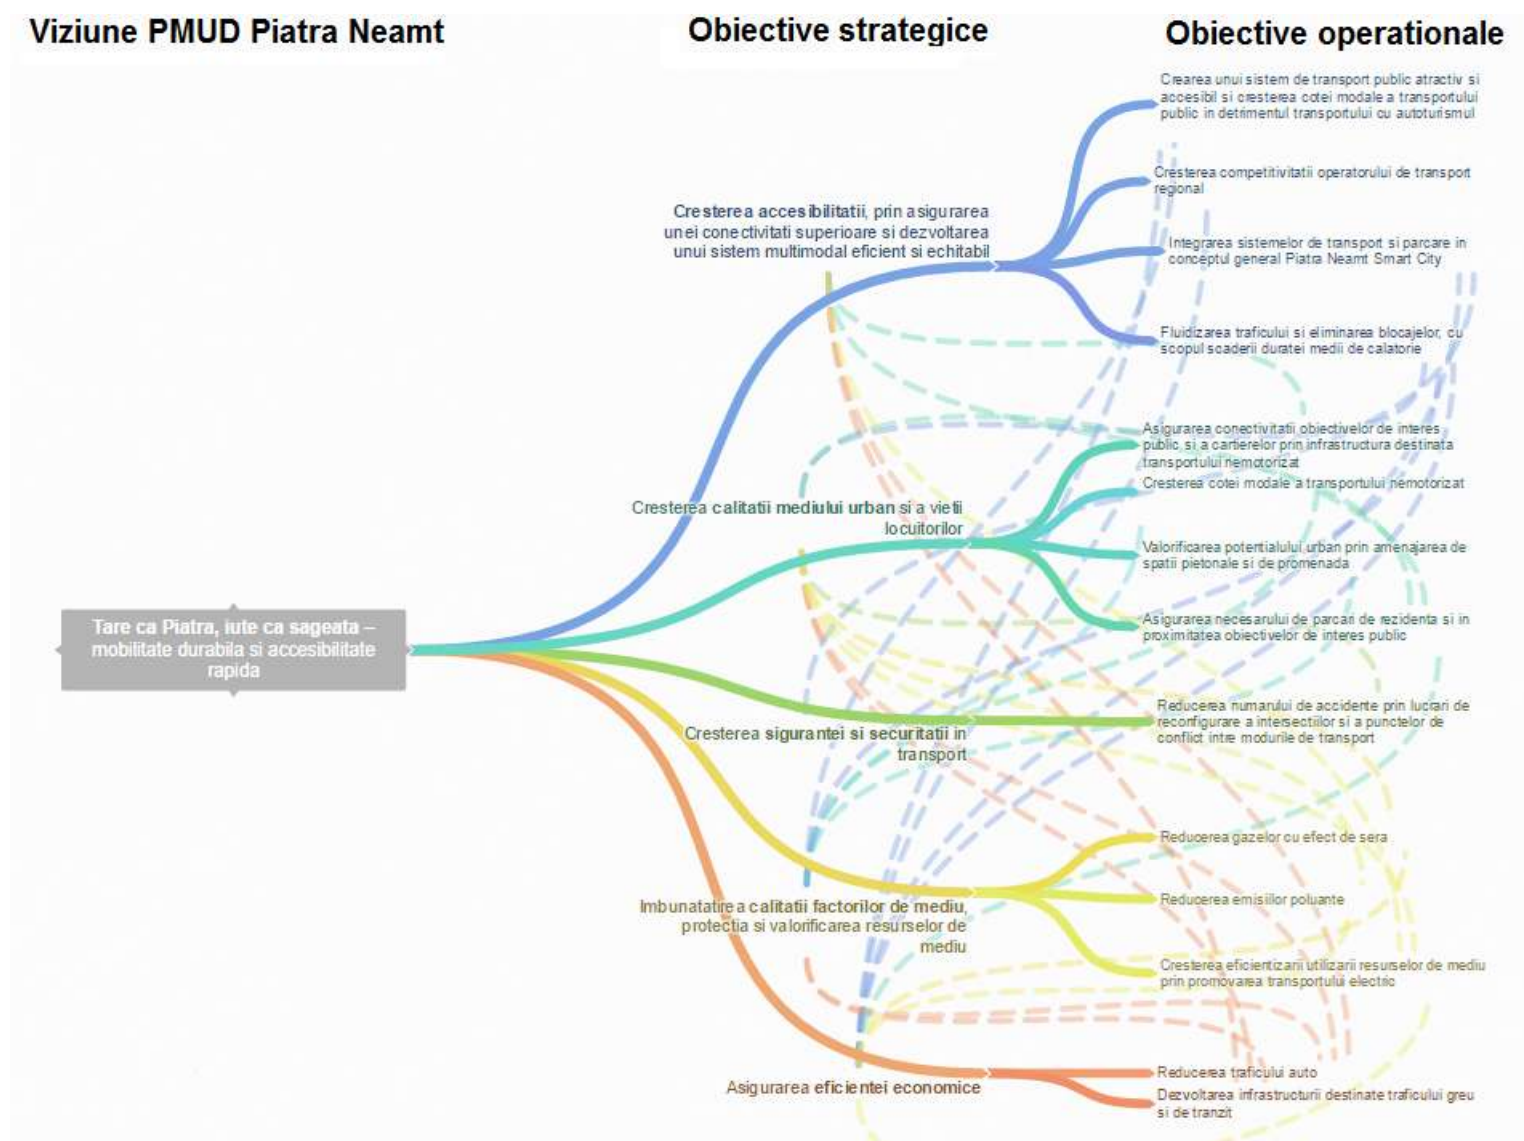 Viziune PMUD Piatra Neamt
Obiective strategice
Obiective operationale
Tare ca Piatra, iute ca sageata –
mobilitate durabila si accesibilitate
rapida
Cresterea accesibilitatii, prin asigurarea
unei conectivitati superioare si dezvoltarea
unui sistem multimodal eficient si echitabil
Crearea unui sistem de transport public atractiv si
accesibil si cresterea cotei modale a transportului
public in detrimentul transportului cu autoturismul
Cresterea competitivitatii operatorului de transport
regional
Integrarea sistemelor de transport si parcare in
conceptul general Piatra Neamt Smart City
Fluidizarea traficului si eliminarea blocajelor, cu
scopul scaderii duratei medii de calatorie
Cresterea calitatii mediului urban si a vietii
locuitorilor
Asigurarea conectivitatii obiectivelor de interes
public si a cartierelor prin infrastructura destinata
transportului nemotorizat
Cresterea cotei modale a transportului nemotorizat
Valorificarea potentialului urban prin amenajarea de
spatii pietonale si de promenada
Asigurarea necesarului de parcari de rezidenta si in
proximitatea obiectivelor de interes public
Cresterea sigurantei si securitatii in
transport
Reducerea numarului de accidente prin lucrari de
reconfigurare a intersectiilor si a punctelor de
conflict intre modurile de transport
Imbunatatirea calitatii factorilor de mediu,
protectia si valorificarea resurselor de
mediu
Reducerea gazelor cu efect de sera
Reducerea emisiilor poluante
Cresterea eficientizarii utilizarii resurselor de mediu
prin promovarea transportului electric
Asigurarea eficientei economice
Reducerea traficului auto
Dezvoltarea infrastructurii destinate traficului greu
si de tranzit